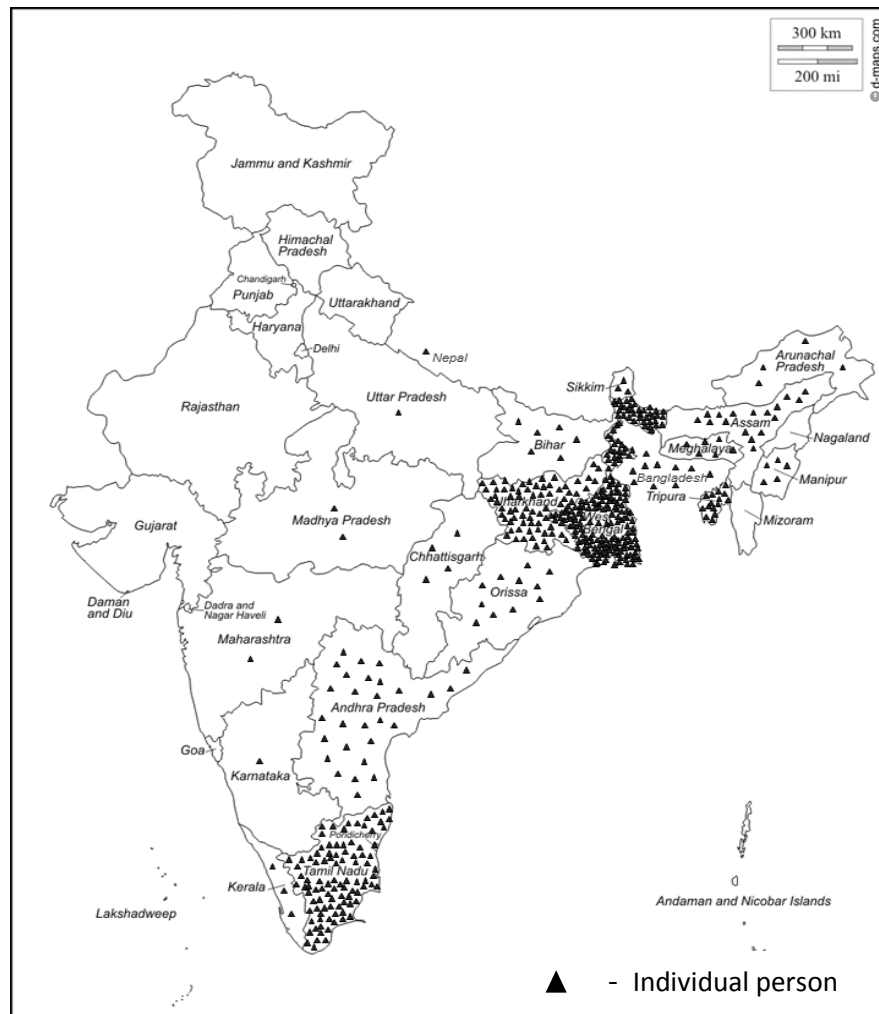 300 km
200 mi
© d-maps.com
Jammu and Kashmir
Himachal
Pradesh
Chandigarh
Punjab
Uttarakhand
Haryana
Delhi
Nepal
Arunachal
Pradesh
Sikkim
Rajasthan
Uttar Pradesh
Assam
Nagaland
Bihar
Meghalaya
Bangladesh
Manipur
Tripura
Jharkhand
West
Bengal
Mizoram
Gujarat
Madhya Pradesh
Chhattisgarh
Orissa
Daman
and Diu
Dadra and
Nagar Haveli
Maharashtra
Andhra Pradesh
Goa
Karnataka
Pondicherry
Tamil Nadu
Kerala
Lakshadweep
Andaman and Nicobar Islands
- Individual person